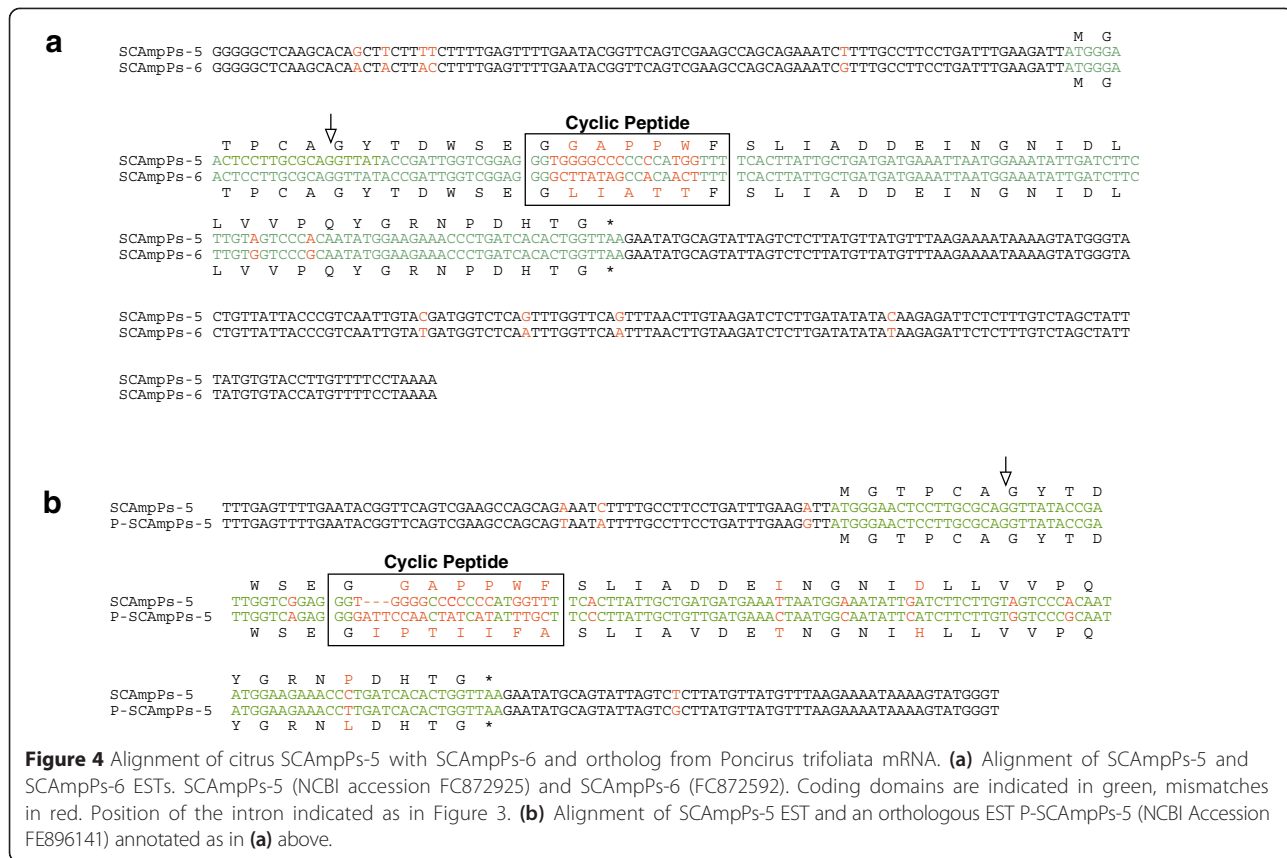 a
M G
SCAmpPs-5 GGGGGCTCAAGCACAGCTTCTTTTCTTTTGAGTTTTGAATACGGTTCAGTCGAAGCCAGCAGAAATCTTTTGCCTTCCTGATTTGAAGATTATGGGA
SCAmpPs-6 GGGGGCTCAAGCACAACTACTTACCTTTTGAGTTTTGAATACGGTTCAGTCGAAGCCAGCAGAAATCGTTTGCCTTCCTGATTTGAAGATTATGGGA
M G
Cyclic Peptide
T P C A G Y T D W S E G G A P P W F S L I A D D E I N G N I D L
SCAmpPs-5 ACTCCTTGCGCAGGTTATACCGATTGGTCGGAG GGTGGGGCCCCCCCATGGTTT TCACTTATTGCTGATGATGAAATTAATGGAAATATTGATCTTC
SCAmpPs-6 ACTCCTTGCGCAGGTTATACCGATTGGTCGGAG GGGCTTATAGCCACAACTTTT TCACTTATTGCTGATGATGAAATTAATGGAAATATTGATCTTC
T P C A G Y T D W S E G L I A T T F S L I A D D E I N G N I D L
L V V P Q Y G R N P D H T G *
SCAmpPs-5 TTGTAGTCCCACAATATGGAAGAAACCCTGATCACACTGGTTAAGAATATGCAGTATTAGTCTCTTATGTTATGTTTAAGAAAATAAAAGTATGGGTA
SCAmpPs-6 TTGTGGTCCCGCAATATGGAAGAAACCCTGATCACACTGGTTAAGAATATGCAGTATTAGTCTCTTATGTTATGTTTAAGAAAATAAAAGTATGGGTA
L V V P Q Y G R N P D H T G *
SCAmpPs-5 CTGTTATTACCCGTCAATTGTACGATGGTCTCAGTTTGGTTCAGTTTAACTTGTAAGATCTCTTGATATATACAAGAGATTCTCTTTGTCTAGCTATT
SCAmpPs-6 CTGTTATTACCCGTCAATTGTATGATGGTCTCAATTTGGTTCAATTTAACTTGTAAGATCTCTTGATATATATAAGAGATTCTCTTTGTCTAGCTATT
SCAmpPs-5 TATGTGTACCTTGTTTTCCTAAAA
SCAmpPs-6 TATGTGTACCATGTTTTCCTAAAA
b
M G T P C A G Y T D
SCAmpPs-5 TTTGAGTTTTGAATACGGTTCAGTCGAAGCCAGCAGAAATCTTTTGCCTTCCTGATTTGAAGATTATGGGAACTCCTTGCGCAGGTTATACCGA
P-SCAmpPs-5 TTTGAGTTTTGAATACGGTTCAGTCGAAGCCAGCAGTAATATTTTGCCTTCCTGATTTGAAGGTTATGGGAACTCCTTGCGCAGGTTATACCGA
M G T P C A G Y T D
Cyclic Peptide
W S E G G A P P W F S L I A D D E I N G N I D L L V V P Q
SCAmpPs-5 TTGGTCGGAG GGT---GGGGCCCCCCCATGGTTT TCACTTATTGCTGATGATGAAATTAATGGAAATATTGATCTTCTTGTAGTCCCACAAT
P-SCAmpPs-5 TTGGTCAGAG GGGATTCCAACTATCATATTTGCT TCCCTTATTGCTGTTGATGAAACTAATGGCAATATTCATCTTCTTGTGGTCCCGCAAT
W S E G I P T I I F A S L I A V D E T N G N I H L L V V P Q
Y G R N P D H T G *
SCAmpPs-5 ATGGAAGAAACCCTGATCACACTGGTTAAGAATATGCAGTATTAGTCTCTTATGTTATGTTTAAGAAAATAAAAGTATGGGT
P-SCAmpPs-5 ATGGAAGAAACCTTGATCACACTGGTTAAGAATATGCAGTATTAGTCGCTTATGTTATGTTTAAGAAAATAAAAGTATGGGT
Y G R N L D H T G *
Figure 4 Alignment of citrus SCAmpPs-5 with SCAmpPs-6 and ortholog from Poncirus trifoliata mRNA. (a) Alignment of SCAmpPs-5 and
SCAmpPs-6 ESTs. SCAmpPs-5 (NCBI accession FC872925) and SCAmpPs-6 (FC872592). Coding domains are indicated in green, mismatches
in red. Position of the intron indicated as in Figure 3. (b) Alignment of SCAmpPs-5 EST and an orthologous EST P-SCAmpPs-5 (NCBI Accession
FE896141) annotated as in (a) above.